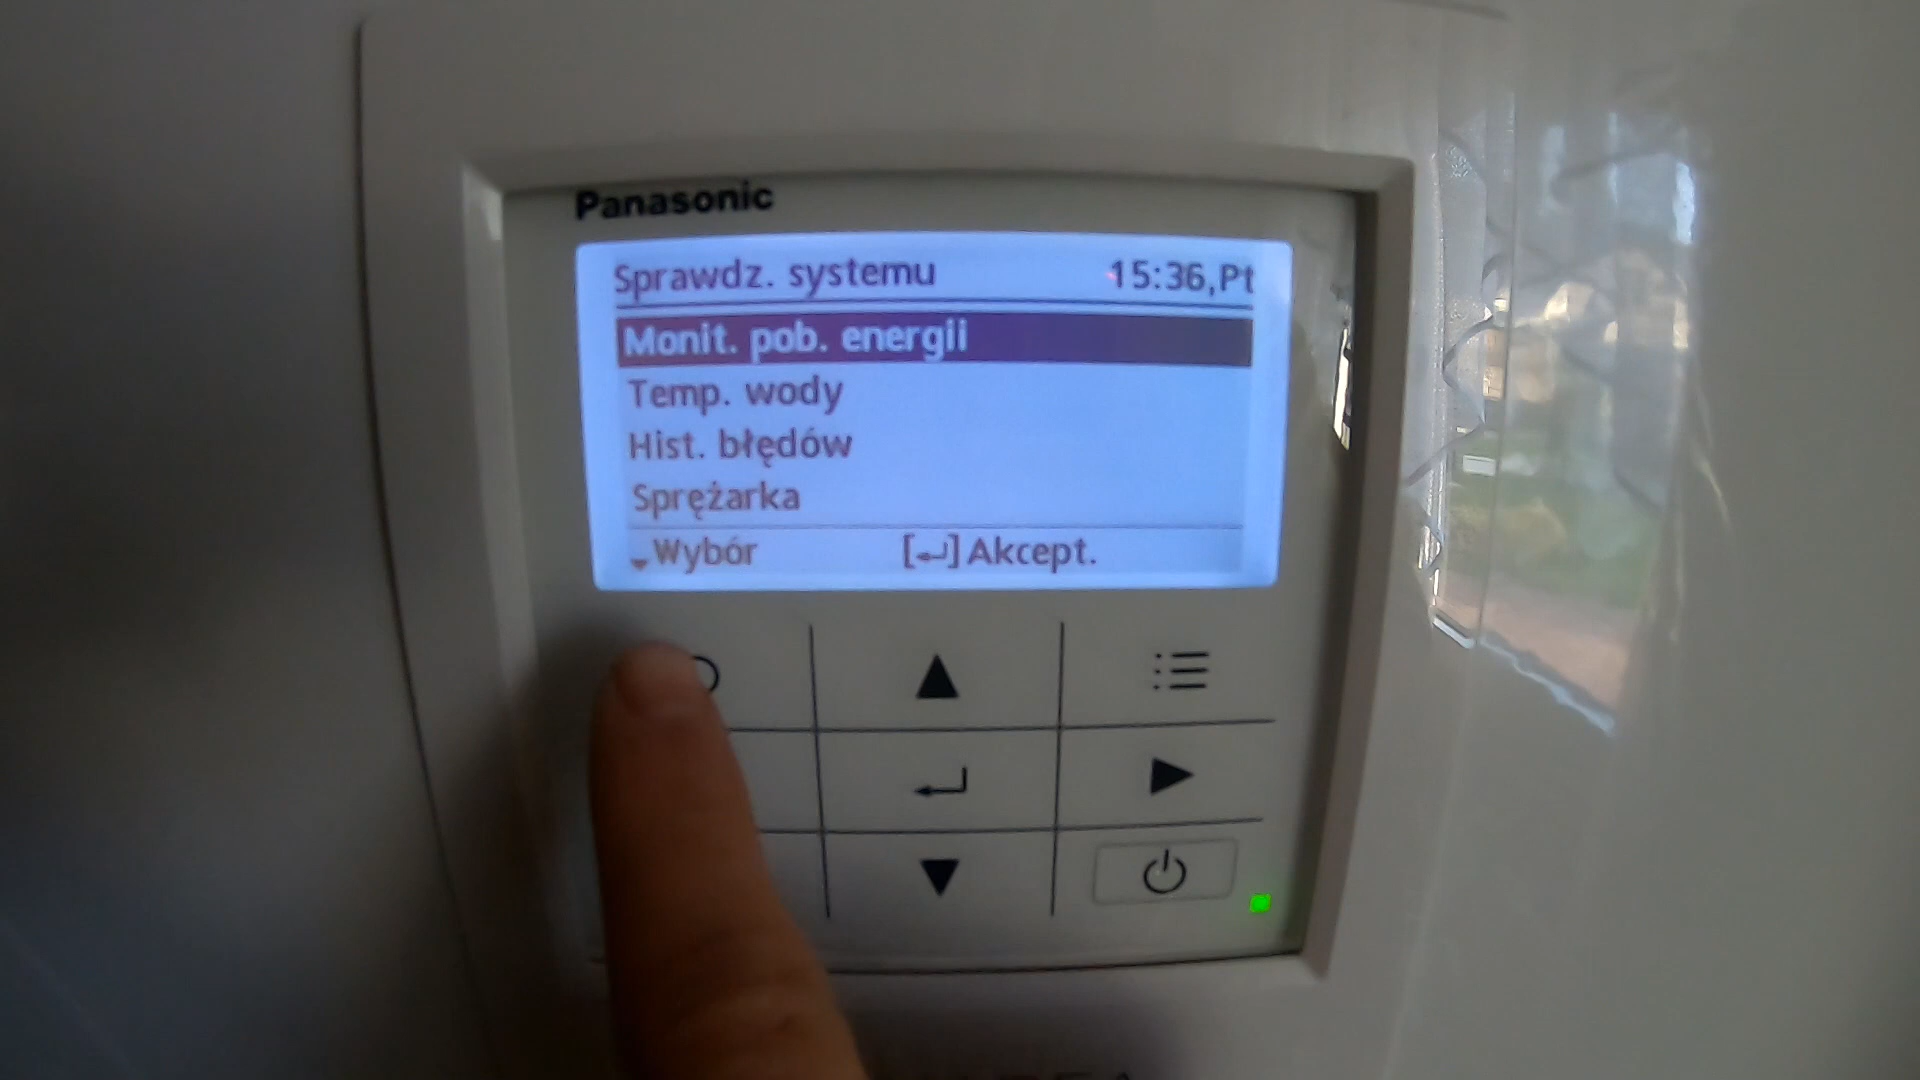 Panasonic
Sprawdz. systemu 15:36,Pt
Monit. pob. energii
Temp. wody
Hist. błędów
Sprężarka
Wybór [↵] Akcept.